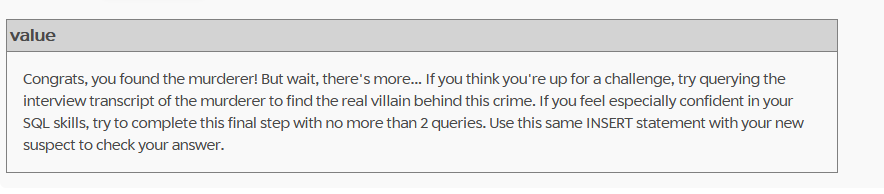 value
Congrats, you found the murderer! But wait, there's more... If you think you're up for a challenge, try querying the
interview transcript of the murderer to find the real villain behind this crime. If you feel especially confident in your
SQL skills, try to complete this final step with no more than 2 queries. Use this same INSERT statement with your new
suspect to check your answer.